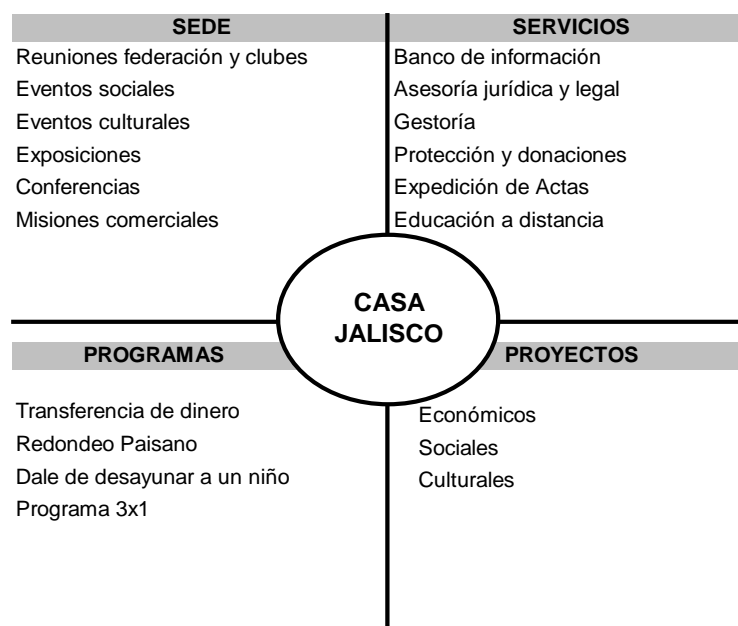 SEDE
Reuniones federación y clubes
Eventos sociales
Eventos culturales
Exposiciones
Conferencias
Misiones comerciales
SERVICIOS
Banco de información
Asesoría jurídica y legal
Gestoría
Protección y donaciones
Expedición de Actas
Educación a distancia
CASA
JALISCO
PROGRAMAS
Transferencia de dinero
Redondeo Paisano
Dale de desayunar a un niño
Programa 3x1
PROYECTOS
Económicos
Sociales
Culturales